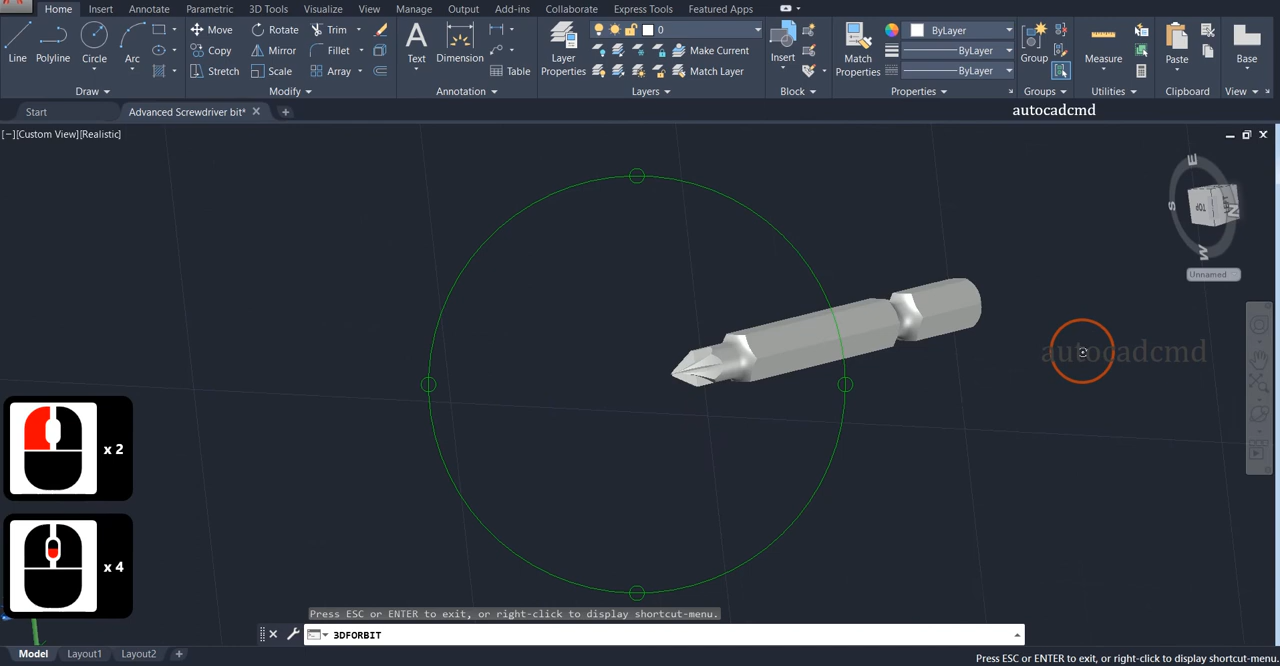 Home Insert Annotate Parametric 3D Tools Visualize View Manage Output Add-ins Collaborate Express Tools Featured Apps
Line
Polyline
Circle
Arc
Draw
Move
Rotate
Trim
Copy
Mirror
Fillet
Stretch
Scale
Array
Modify
Text
Dimension
Table
Annotation
Layer
Properties
0
Make Current
Match Layer
Layers
Insert
Block
Match
Properties
ByLayer
ByLayer
ByLayer
Properties
Group
Groups
Measure
Utilities
Paste
Clipboard
Base
View
Start
Advanced Screwdriver bit*
autocadcmd
[−][Custom View][Realistic]
E
S
TOP
LEFT
N
W
Unnamed
autocadcmd
x 2
x 4
Press ESC or ENTER to exit, or right-click to display shortcut-menu.
3DFORBIT
Model Layout1 Layout2 +
Press ESC or ENTER to exit, or right-click to display shortcut-menu.